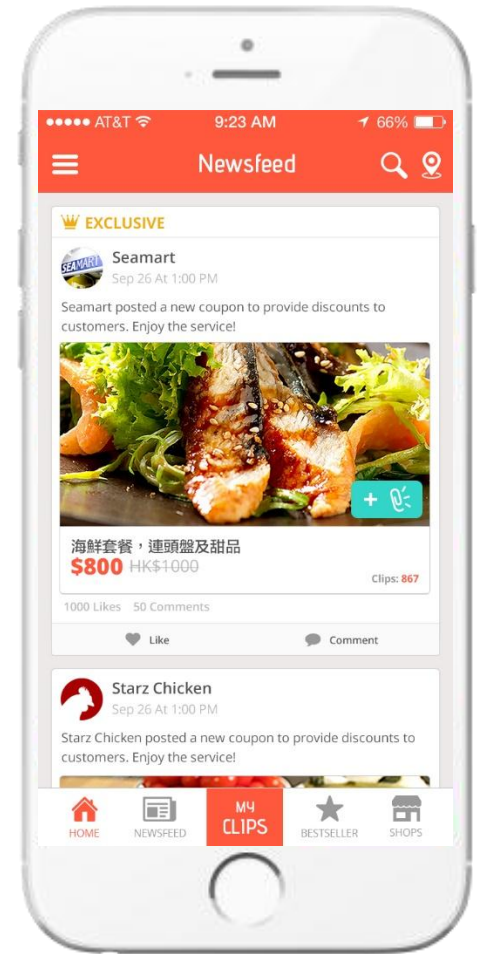 AT&T 9:23 AM 66%
Newsfeed
EXCLUSIVE
SEAMART
Seamart
Sep 26 At 1:00 PM
Seamart posted a new coupon to provide discounts to
customers. Enjoy the service!
+
海鮮套餐，連頭盤及甜品
$800 HK$1000
Clips: 867
1000 Likes 50 Comments
Like Comment
Starz Chicken
Sep 26 At 1:00 PM
Starz Chicken posted a new coupon to provide discounts to
customers. Enjoy the service!
MY
CLIPS
HOME NEWSFEED BESTSELLER SHOPS